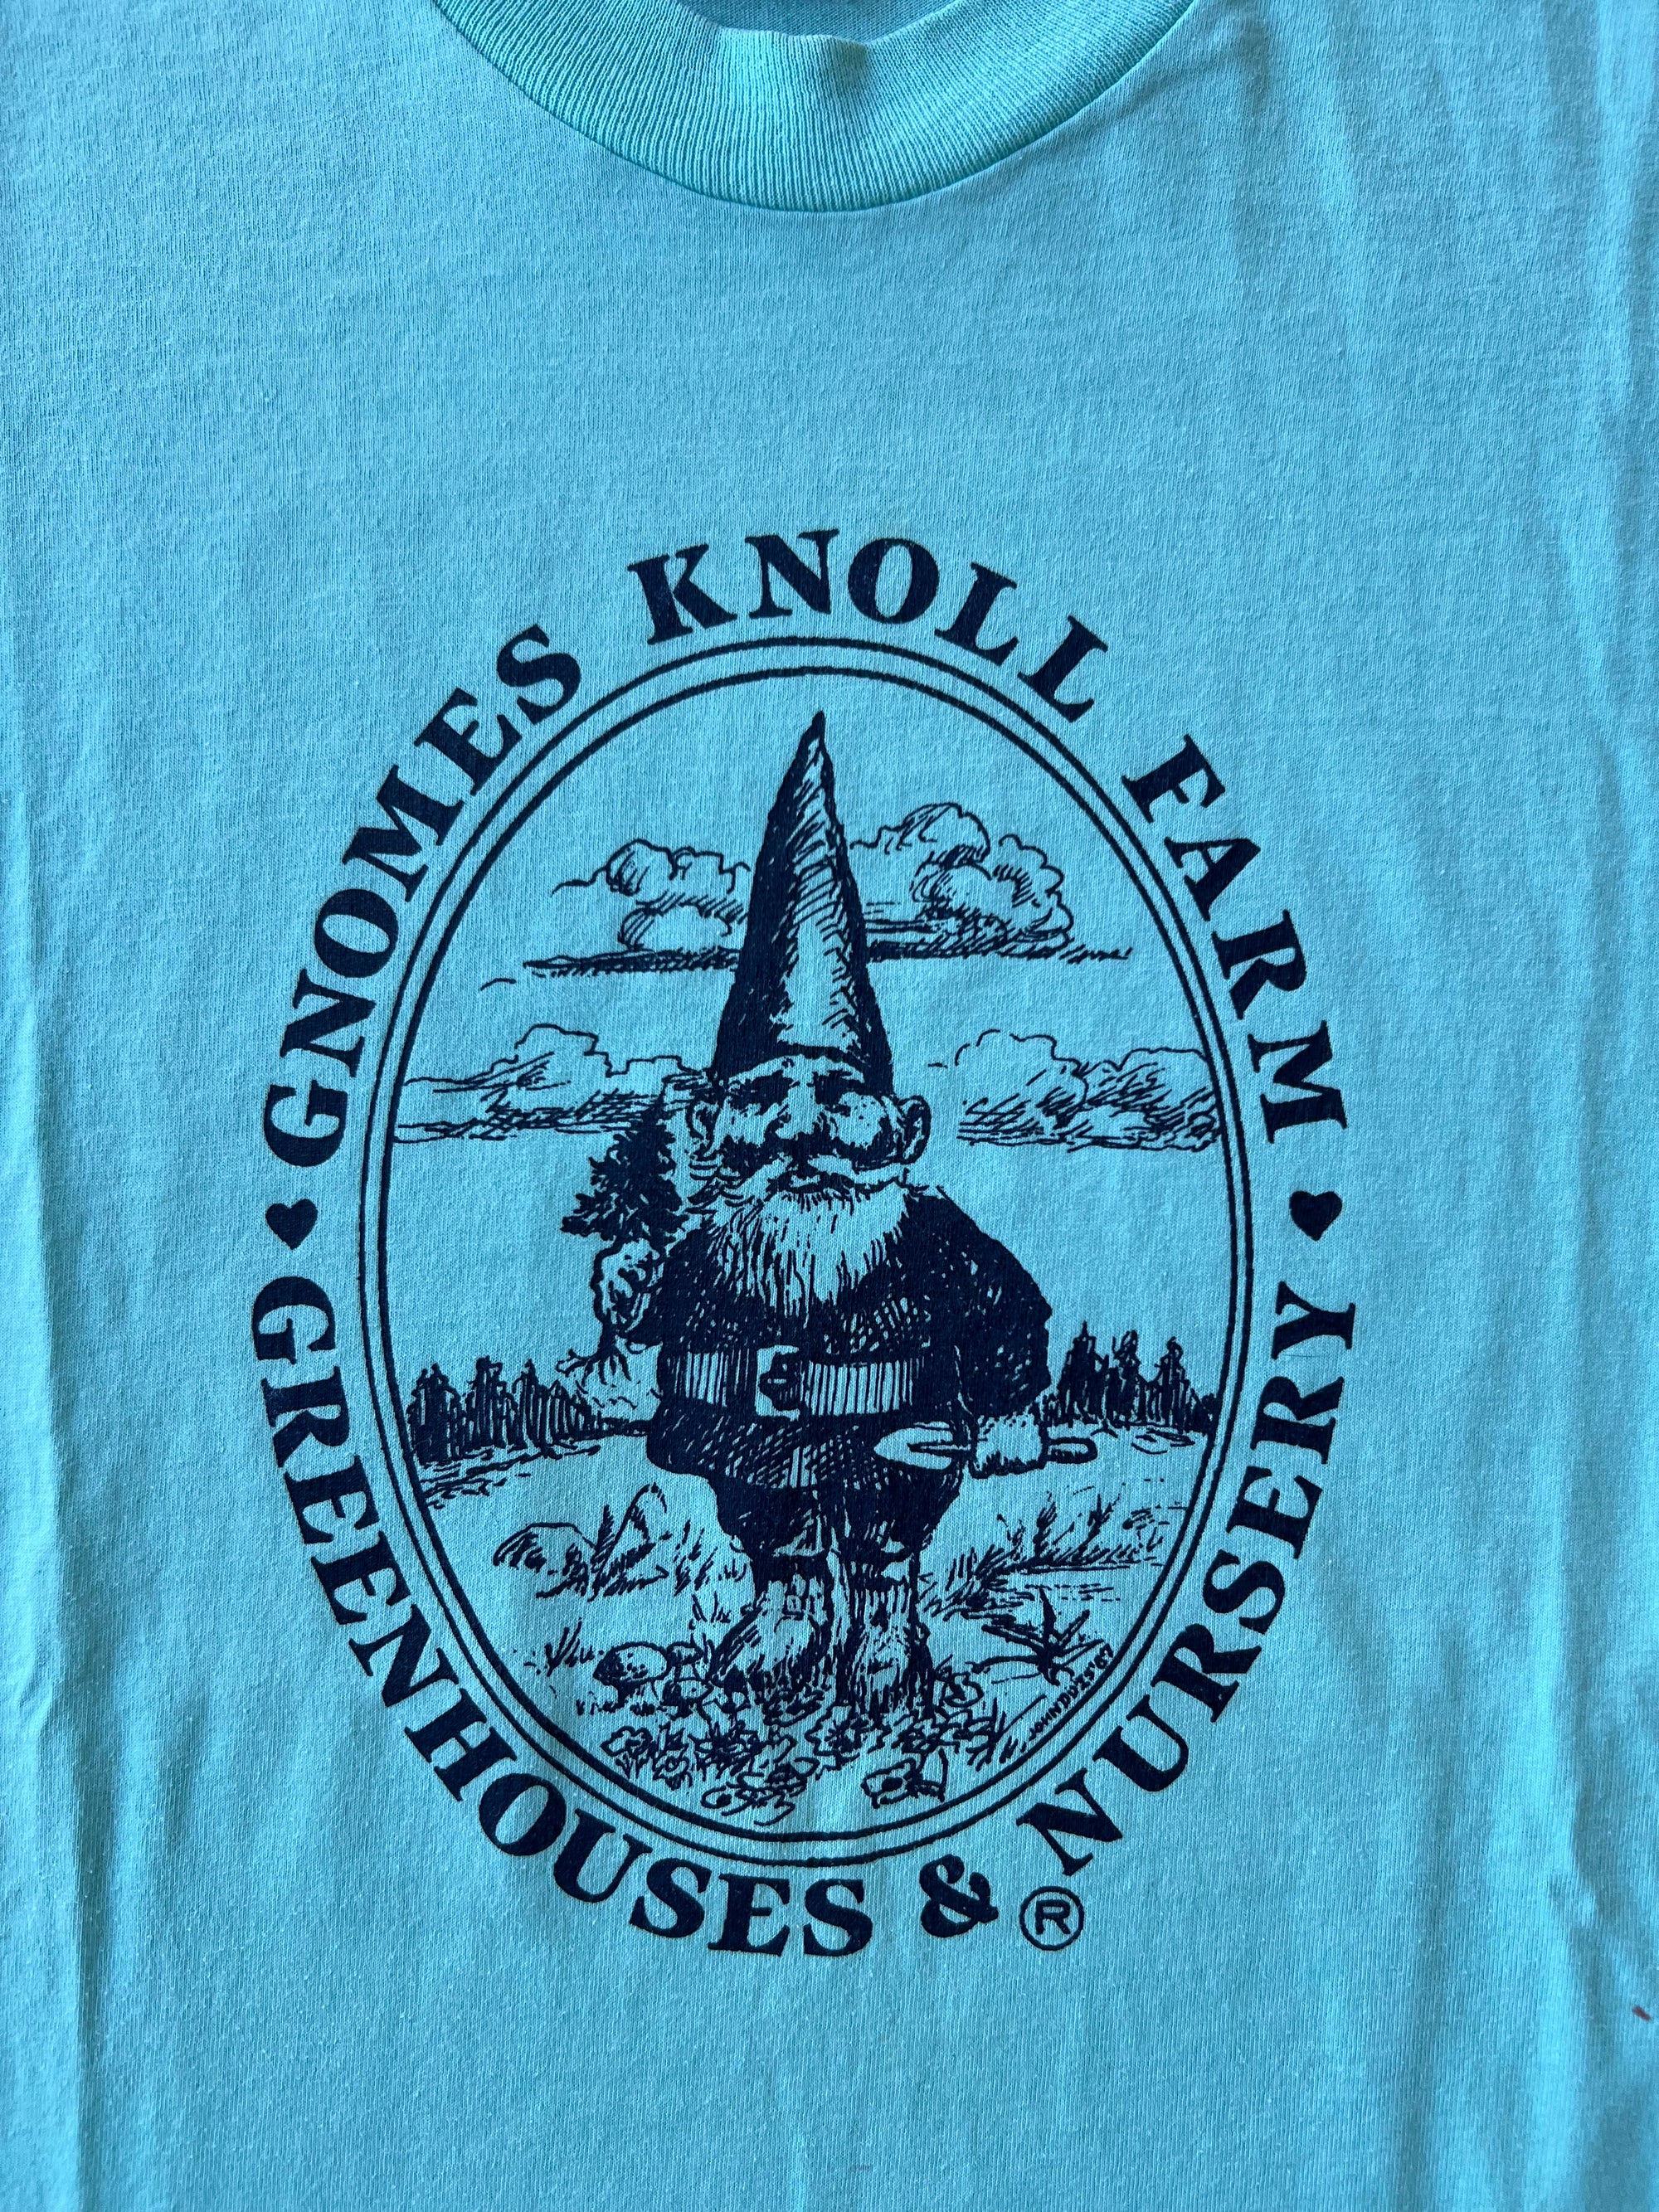 GNOMES KNOLL FARM
GREENHOUSES & NURSERY
®